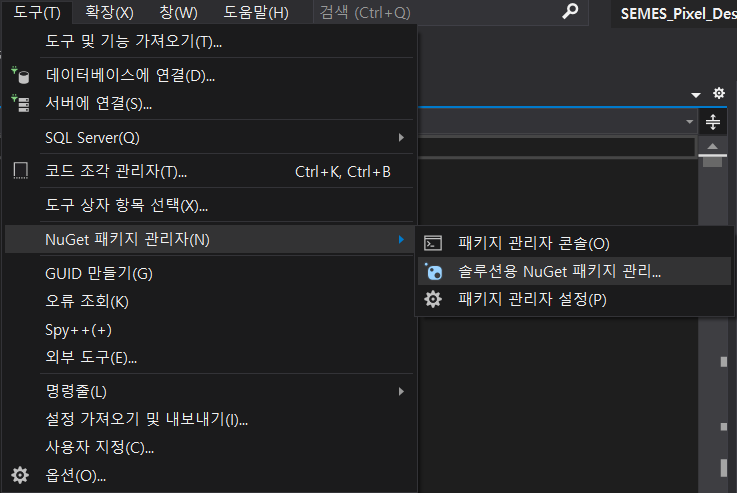 도구(T) 확장(X) 창(W) 도움말(H) 검색 (Ctrl+Q) SEMES_Pixel_Des
도구 및 기능 가져오기(T)...
데이터베이스에 연결(D)...
서버에 연결(S)...
SQL Server(Q)
코드 조각 관리자(T)... Ctrl+K, Ctrl+B
도구 상자 항목 선택(X)...
NuGet 패키지 관리자(N)
패키지 관리자 콘솔(O)
솔루션용 NuGet 패키지 관리...
패키지 관리자 설정(P)
GUID 만들기(G)
오류 조회(K)
Spy++(+)
외부 도구(E)...
명령줄(L)
설정 가져오기 및 내보내기(I)...
사용자 지정(C)...
옵션(O)...